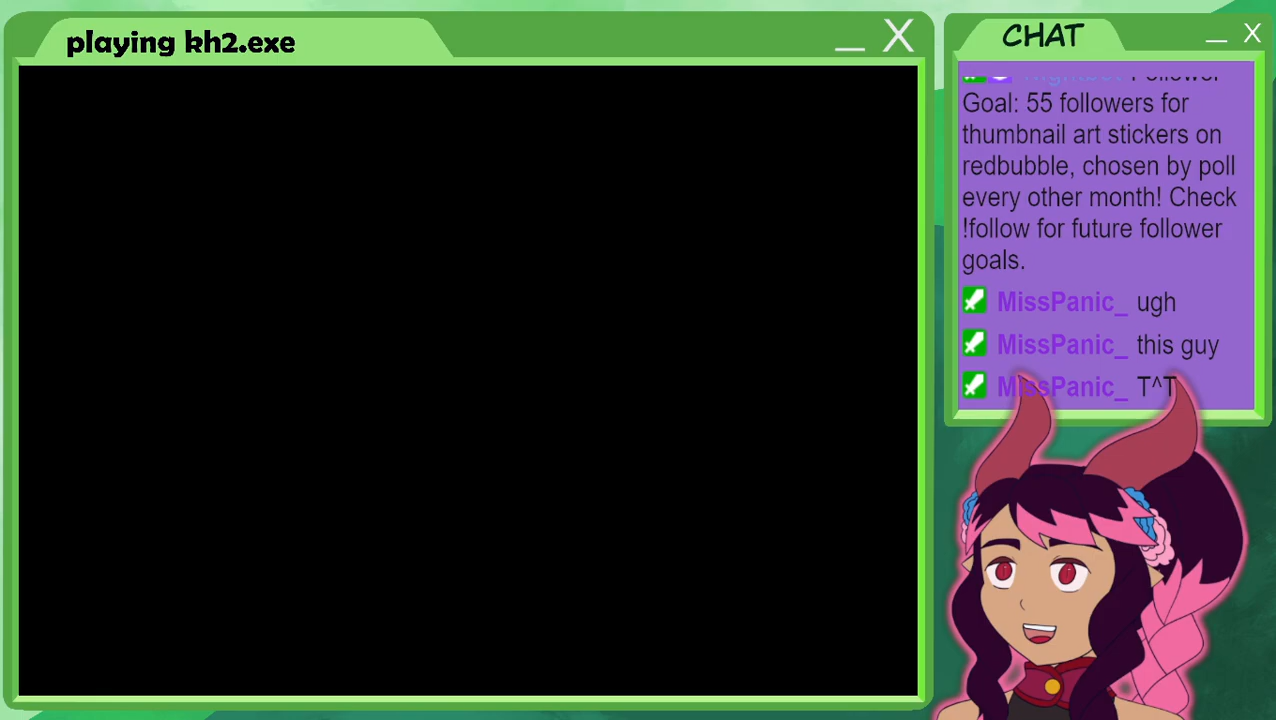 playing kh2.exe
CHAT
Goal: 55 followers for
thumbnail art stickers on
redbubble, chosen by poll
every other month! Check
!follow for future follower
goals.
MissPanic_ ugh
MissPanic_ this guy
MissPanic_ T^T